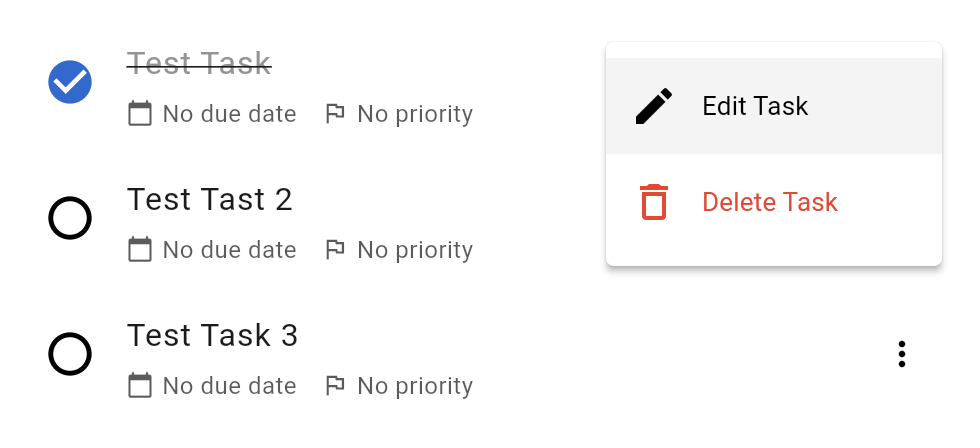 Test Task
No due date No priority
Edit Task
Test Tast 2
Delete Task
No due date No priority
Test Task 3
No due date No priority